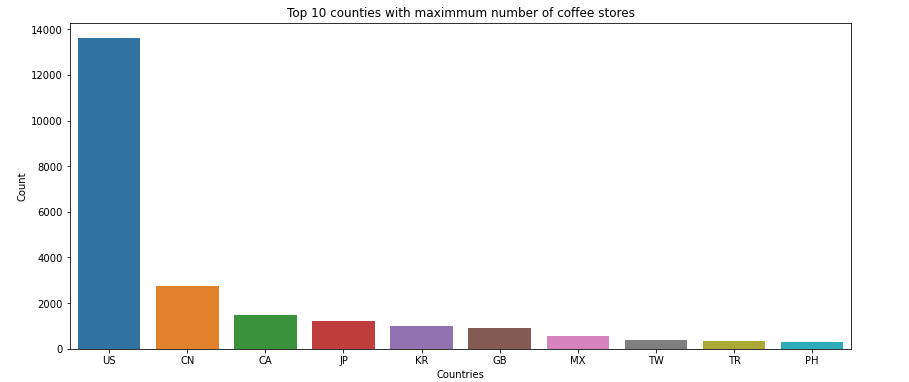 Top 10 counties with maximmum number of coffee stores
14000
12000
10000
8000
6000
4000
2000
0
Count
US CN CA JP KR GB MX TW TR PH
Countries